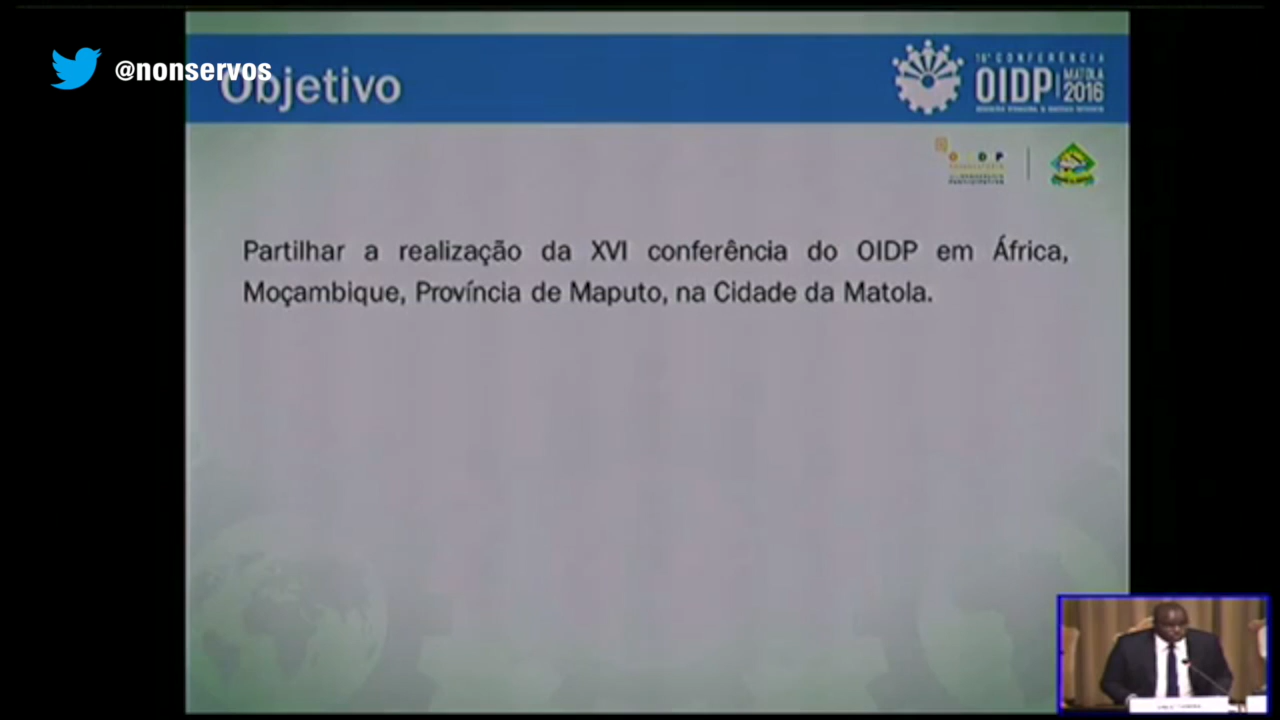 @nonservos
Objetivo
16ª CONFERÊNCIA
OIDP
MATOLA
2016
OIDP
Partilhar a realização da XVI conferência do OIDP em África,
Moçambique, Província de Maputo, na Cidade da Matola.